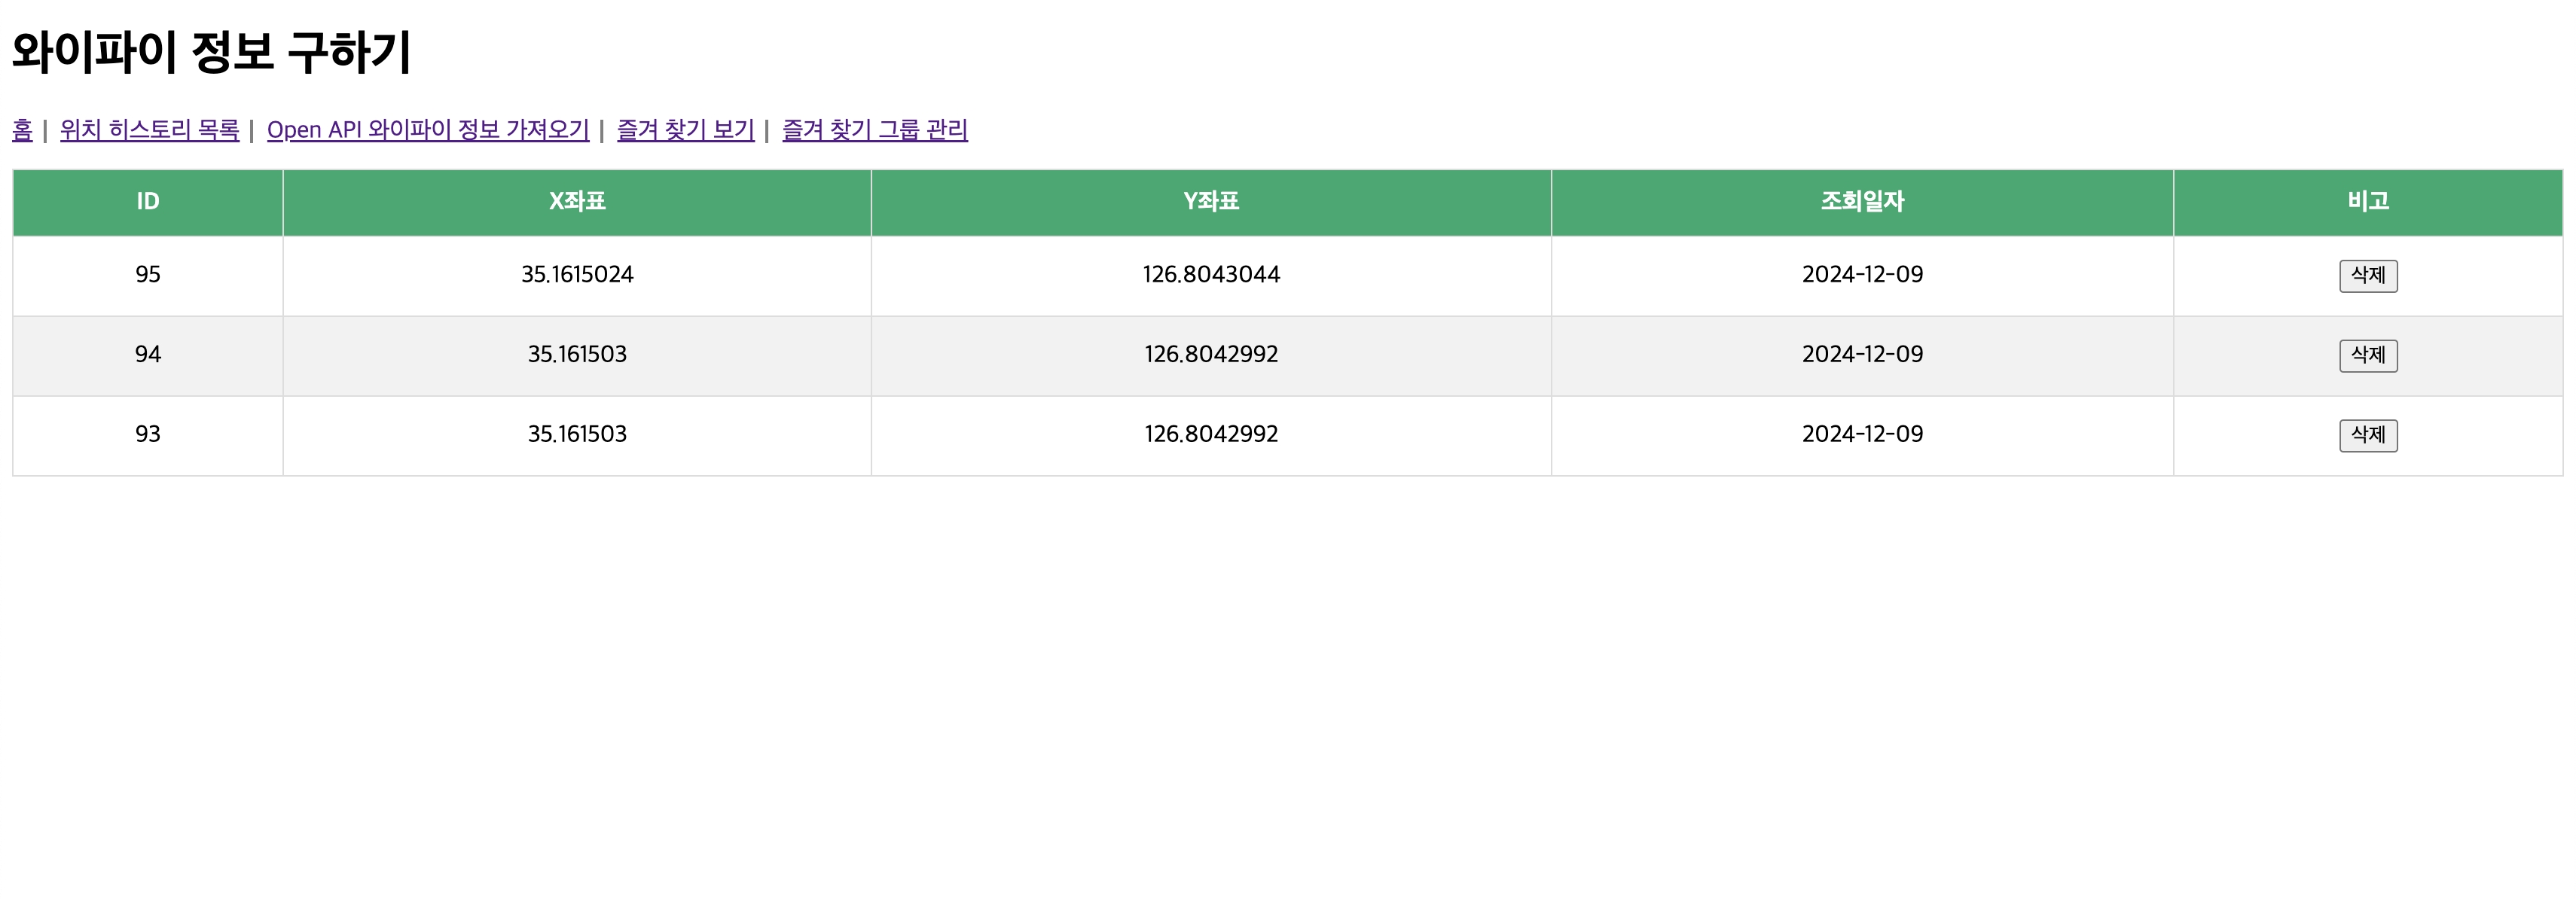 와이파이 정보 구하기
홈 | 위치 히스토리 목록 | Open API 와이파이 정보 가져오기 | 즐겨 찾기 보기 | 즐겨 찾기 그룹 관리
ID X좌표 Y좌표 조회일자 비고
95 35.1615024 126.8043044 2024-12-09 삭제
94 35.161503 126.8042992 2024-12-09 삭제
93 35.161503 126.8042992 2024-12-09 삭제